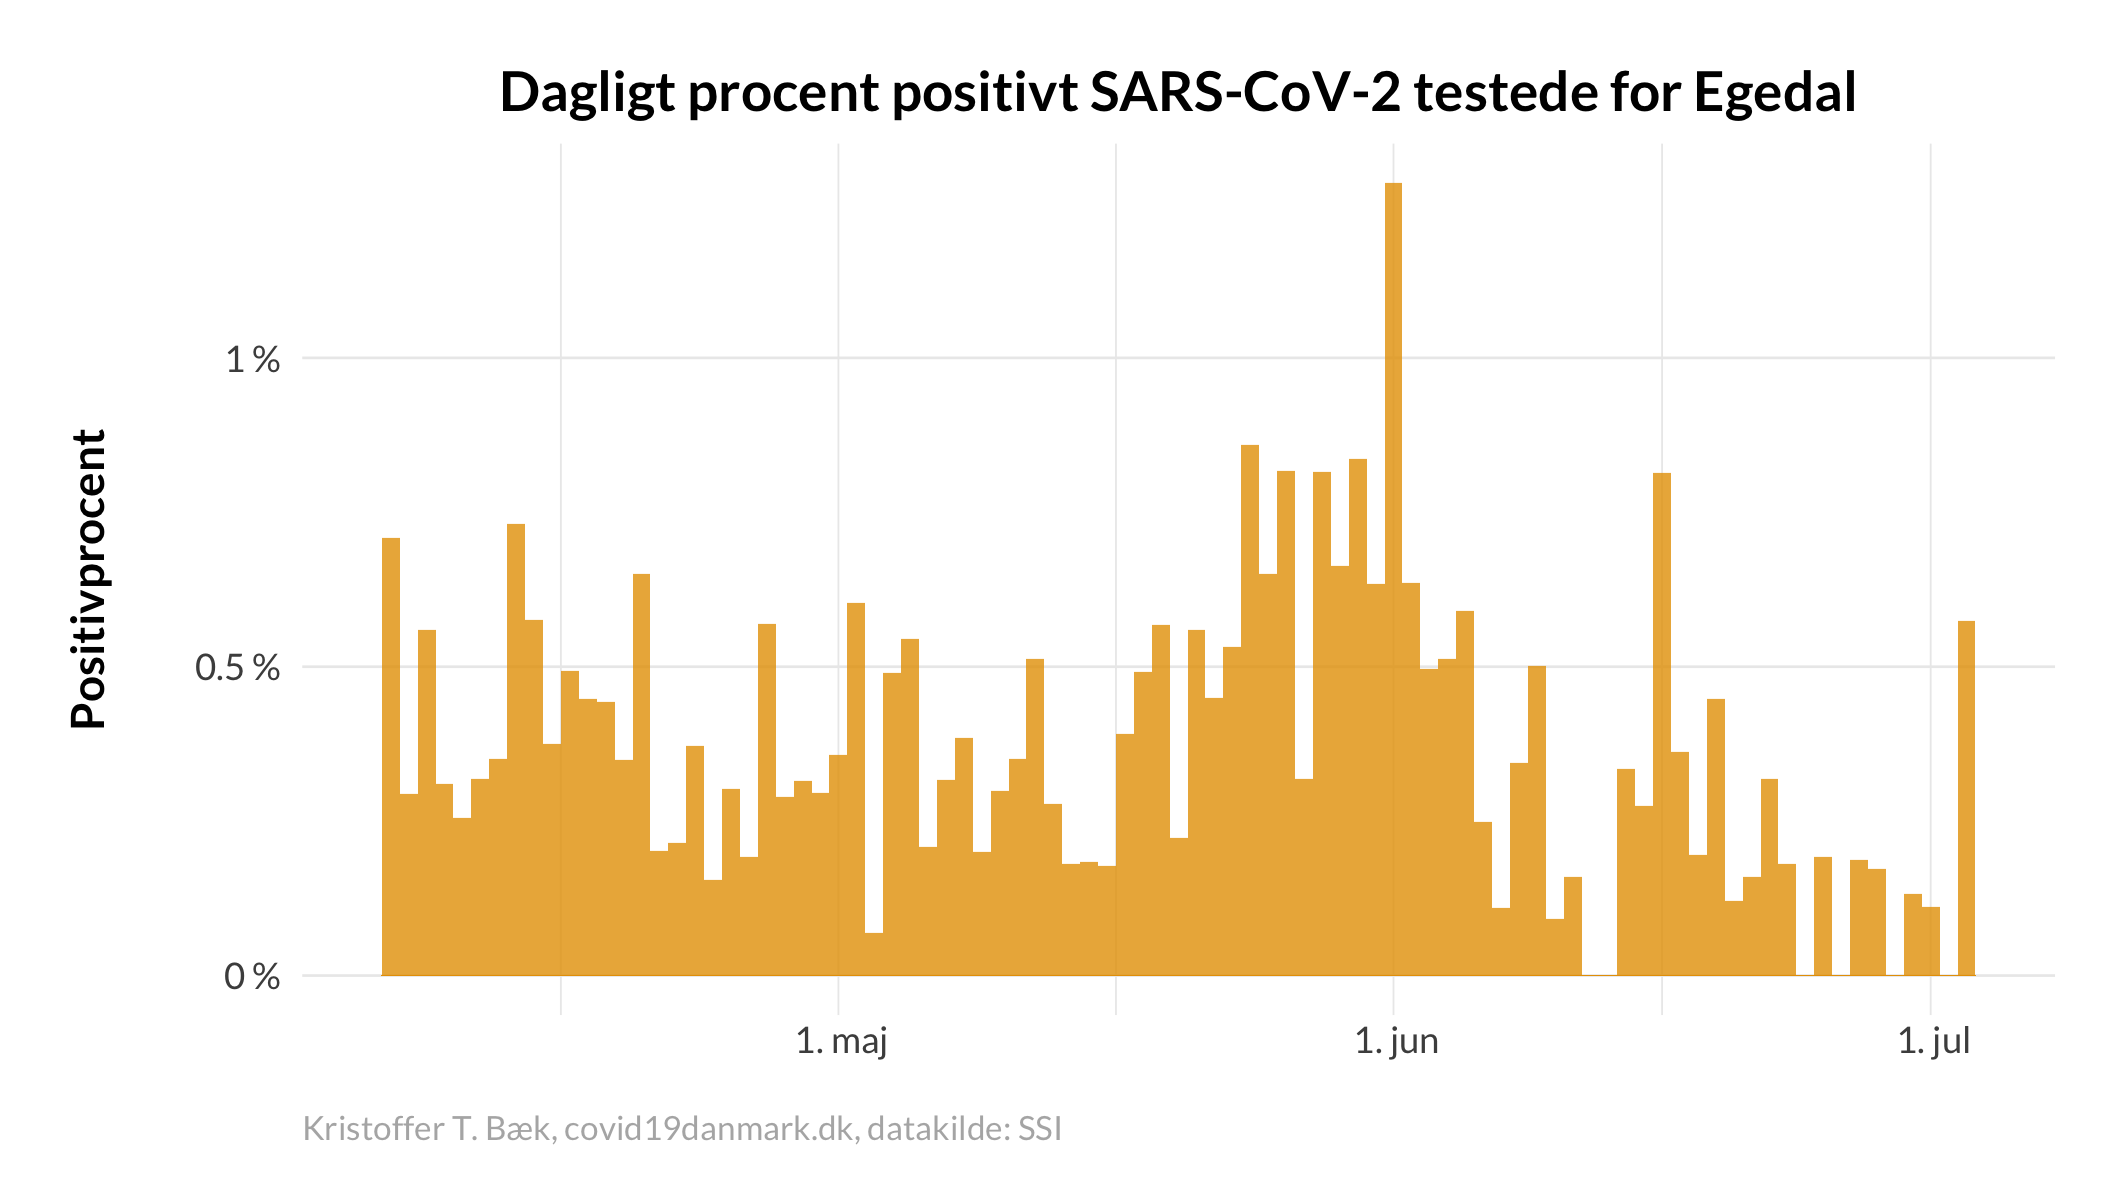 Dagligt procent positivt SARS-CoV-2 testede for Egedal
Positivprocent
1 %
0.5 %
0 %
1. maj
1. jun
1. jul
Kristoffer T. Bæk, covid19danmark.dk, datakilde: SSI